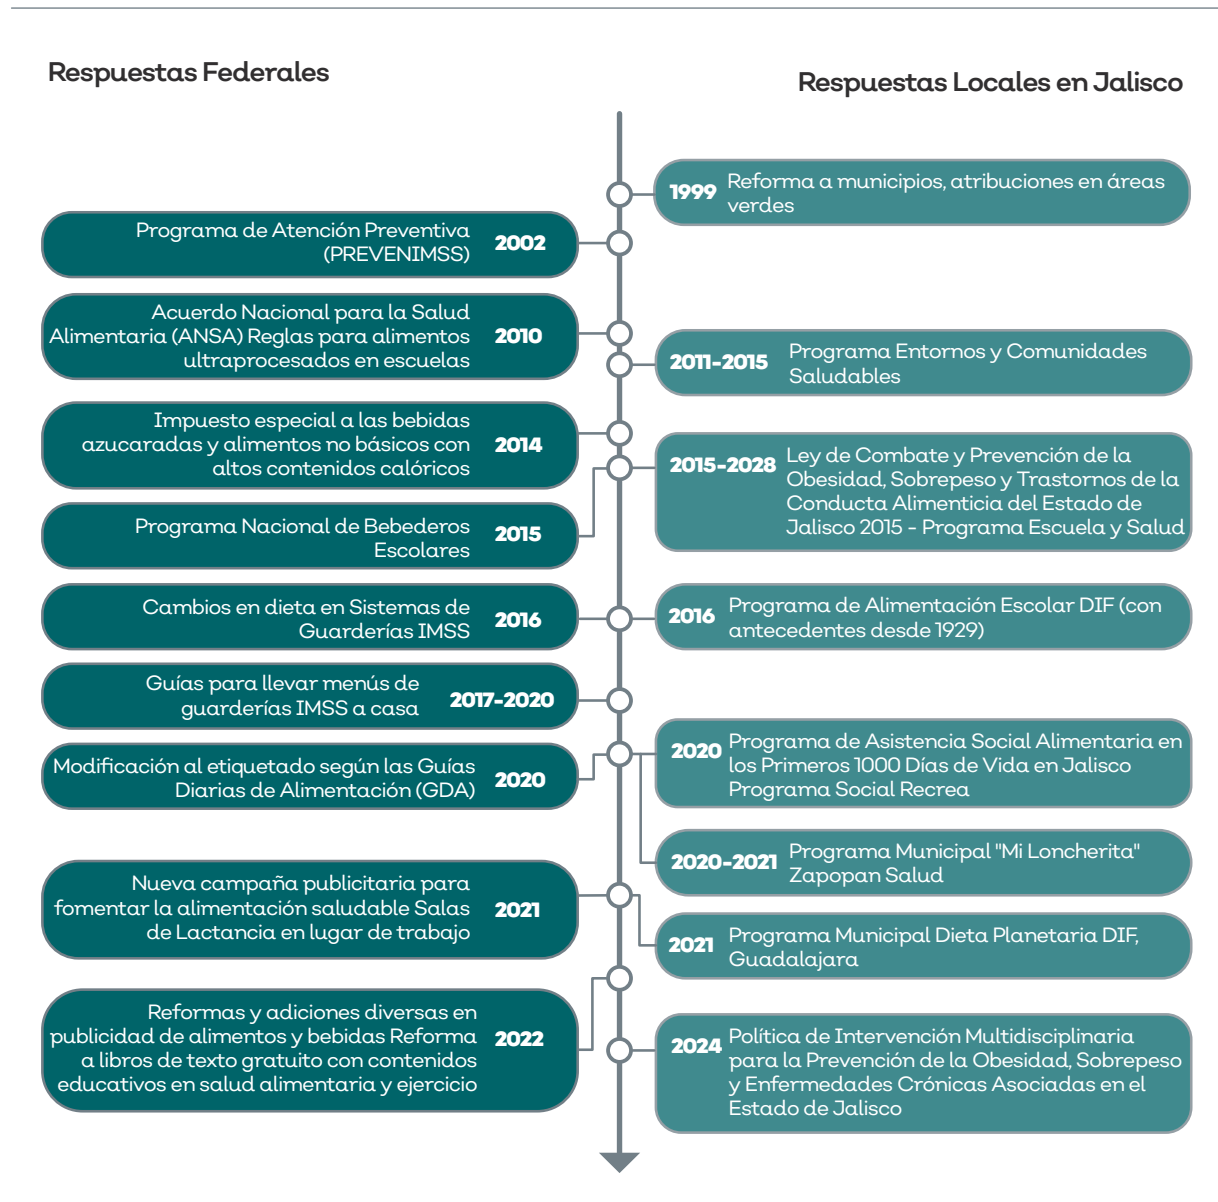 Respuestas Federales
Respuestas Locales en Jalisco
1999
Reforma a municipios, atribuciones en áreas
verdes
Programa de Atención Preventiva
(PREVENIMSS)
2002
Acuerdo Nacional para la Salud
Alimentaria (ANSA) Reglas para alimentos
ultraprocesados en escuelas
2010
2011-2015
Programa Entornos y Comunidades
Saludables
Impuesto especial a las bebidas
azucaradas y alimentos no básicos con
altos contenidos calóricos
2014
2015-2028
Ley de Combate y Prevención de la
Obesidad, Sobrepeso y Trastornos de la
Conducta Alimenticia del Estado de
Jalisco 2015 - Programa Escuela y Salud
Programa Nacional de Bebederos
Escolares
2015
Cambios en dieta en Sistemas de
Guarderías IMSS
2016
2016
Programa de Alimentación Escolar DIF (con
antecedentes desde 1929)
Guías para llevar menús de
guarderías IMSS a casa
2017-2020
Modificación al etiquetado según las Guías
Diarias de Alimentación (GDA)
2020
2020
Programa de Asistencia Social Alimentaria en
los Primeros 1000 Días de Vida en Jalisco
Programa Social Recrea
2020-2021
Programa Municipal "Mi Loncherita"
Zapopan Salud
Nueva campaña publicitaria para
fomentar la alimentación saludable Salas
de Lactancia en lugar de trabajo
2021
2021
Programa Municipal Dieta Planetaria DIF,
Guadalajara
Reformas y adiciones diversas en
publicidad de alimentos y bebidas Reforma
a libros de texto gratuito con contenidos
educativos en salud alimentaria y ejercicio
2022
2024
Política de Intervención Multidisciplinaria
para la Prevención de la Obesidad, Sobrepeso
y Enfermedades Crónicas Asociadas en el
Estado de Jalisco